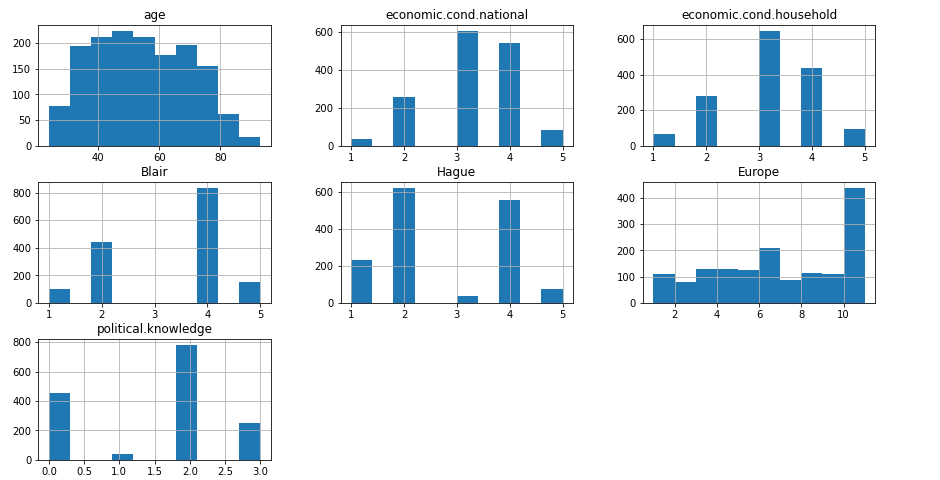 age
economic.cond.national
economic.cond.household
200
150
100
50
0
40 60 80
600
400
200
0
1 2 3 4 5
600
400
200
0
1 2 3 4 5
Blair
Hague
Europe
800
600
400
200
0
1 2 3 4 5
600
400
200
0
1 2 3 4 5
400
300
200
100
0
2 4 6 8 10
political.knowledge
800
600
400
200
0
0.0 0.5 1.0 1.5 2.0 2.5 3.0